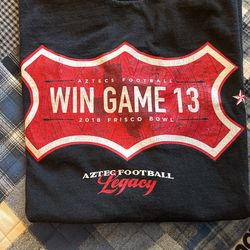 AZTECS FOOTBALL
WIN GAME 13
2018 FRISCO BOWL
AZTEC FOOTBALL
Legacy